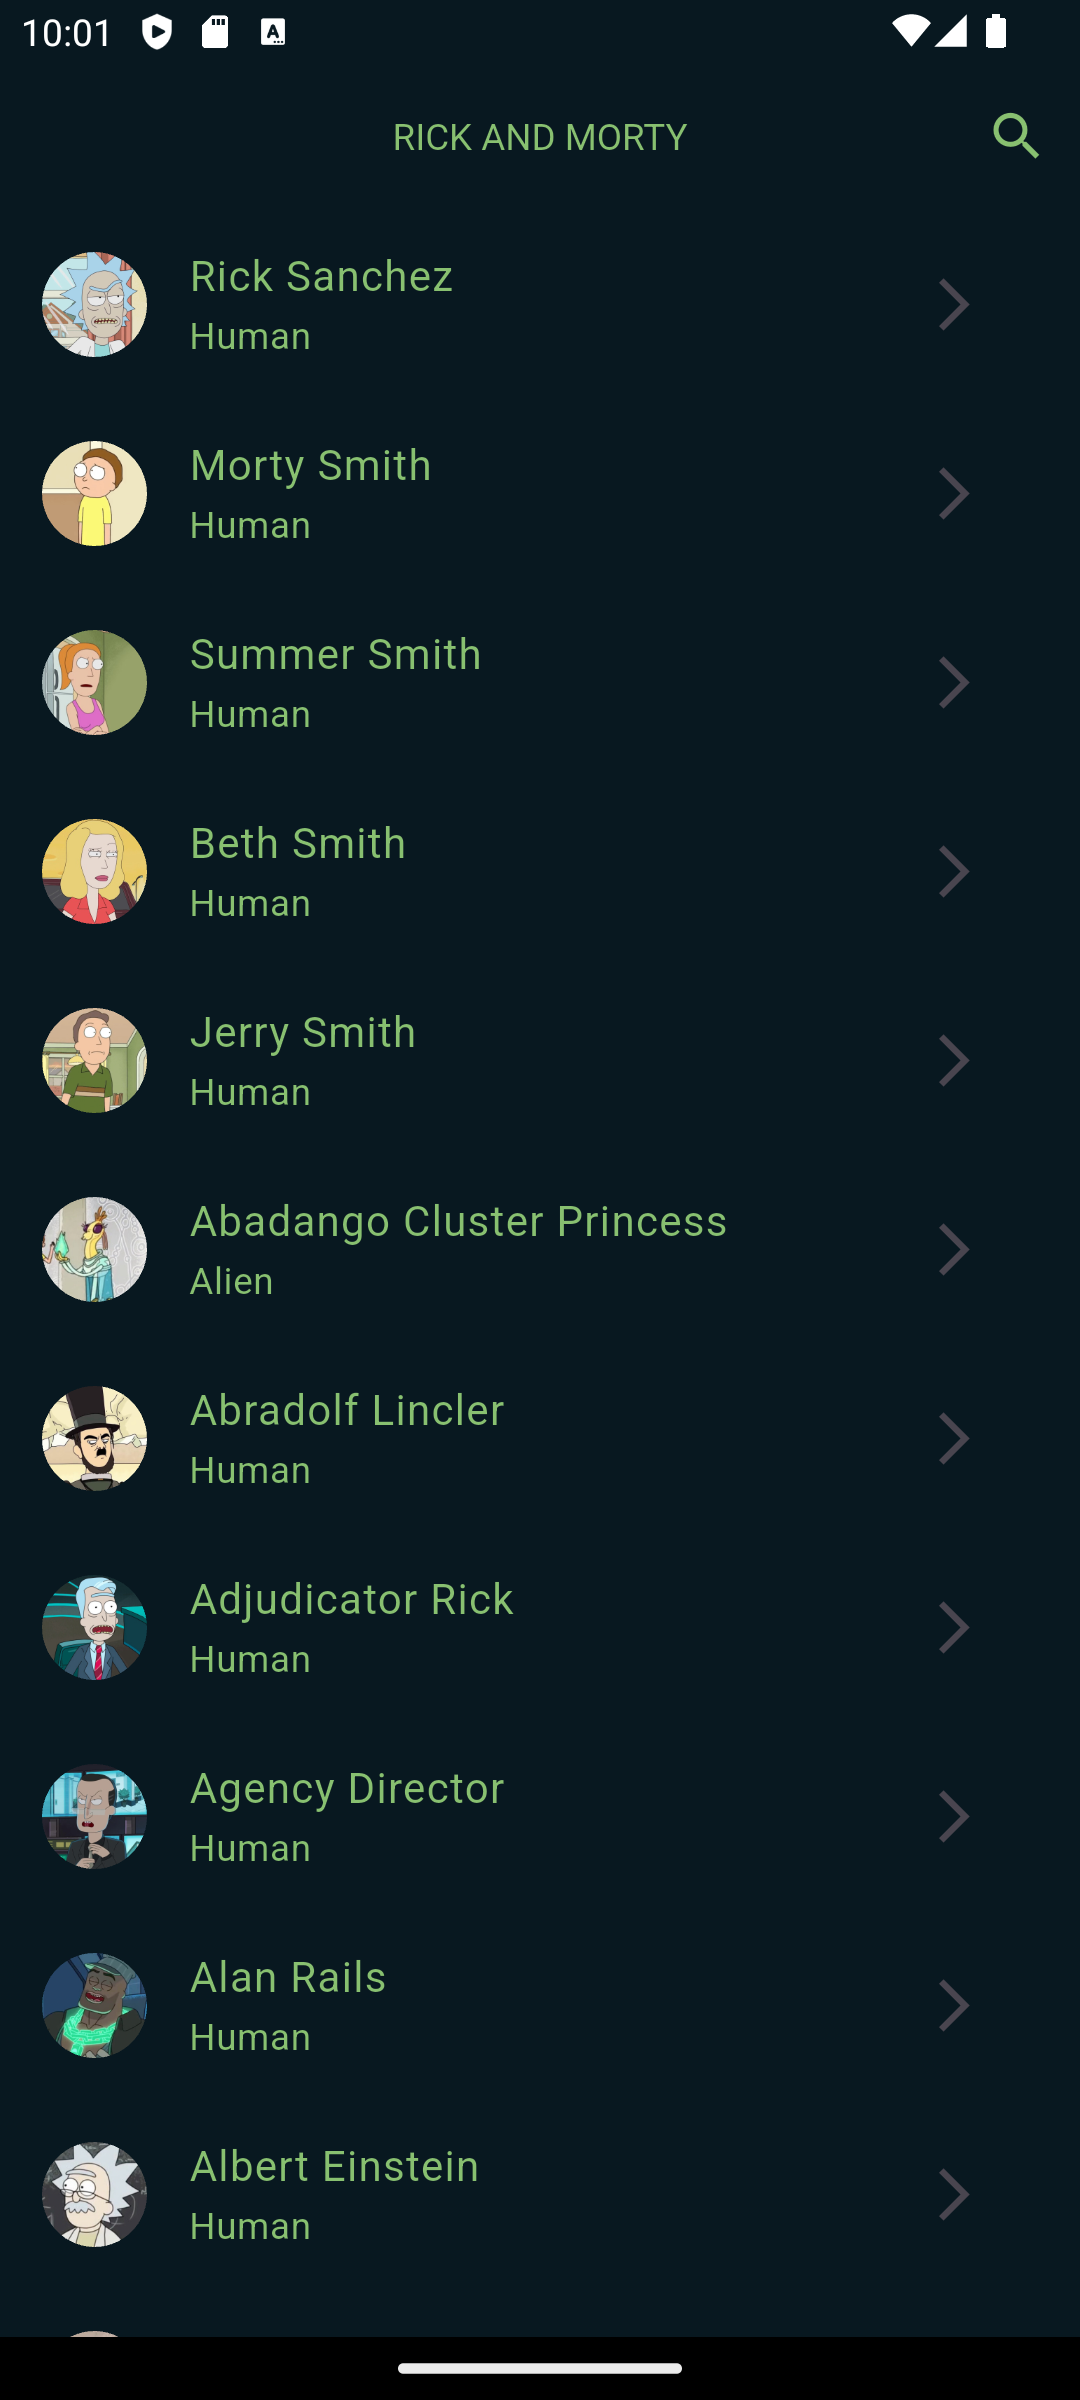 10:01
RICK AND MORTY
Rick Sanchez
Human
Morty Smith
Human
Summer Smith
Human
Beth Smith
Human
Jerry Smith
Human
Abadango Cluster Princess
Alien
Abradolf Lincler
Human
Adjudicator Rick
Human
Agency Director
Human
Alan Rails
Human
Albert Einstein
Human